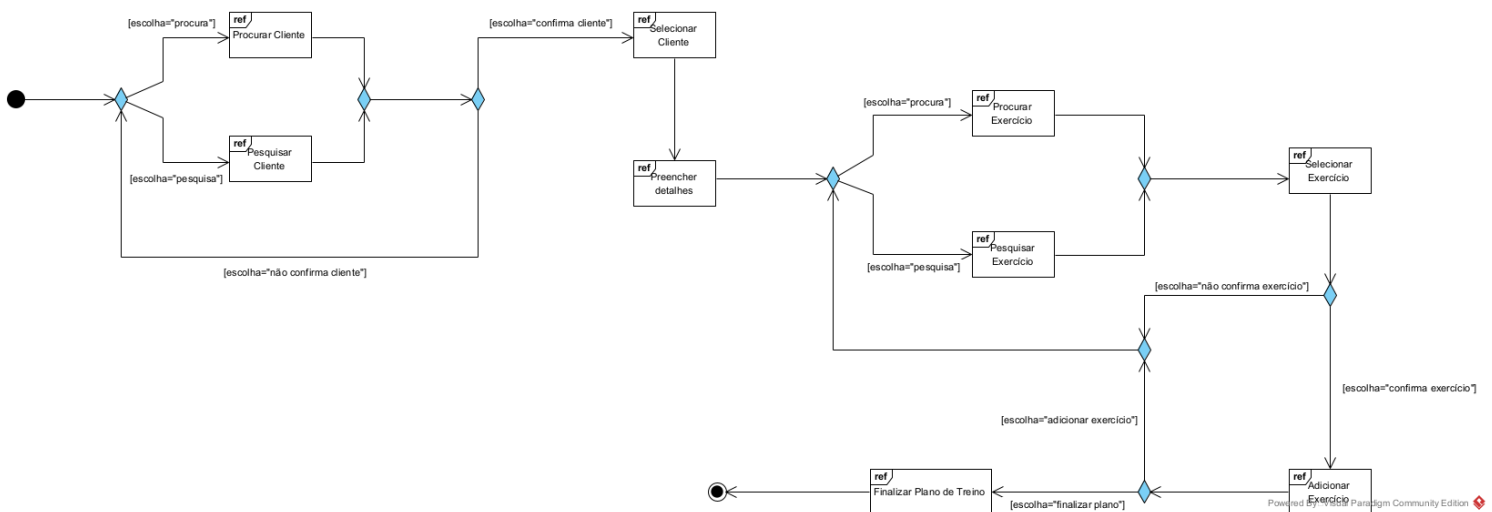 [escolha="procura"]
ref
Procurar Cliente
ref
Pesquisar
Cliente
[escolha="pesquisa"]
[escolha="não confirma cliente"]
[escolha="confirma cliente"]
ref
Selecionar
Cliente
ref
Preencher
detalhes
[escolha="procura"]
ref
Procurar
Exercício
ref
Pesquisar
Exercício
[escolha="pesquisa"]
ref
Selecionar
Exercício
[escolha="não confirma exercício"]
[escolha="confirma exercício"]
[escolha="adicionar exercício"]
ref
Adicionar
Exercício
[escolha="finalizar plano"]
ref
Finalizar Plano de Treino
Powered By: Visual Paradigm Community Edition